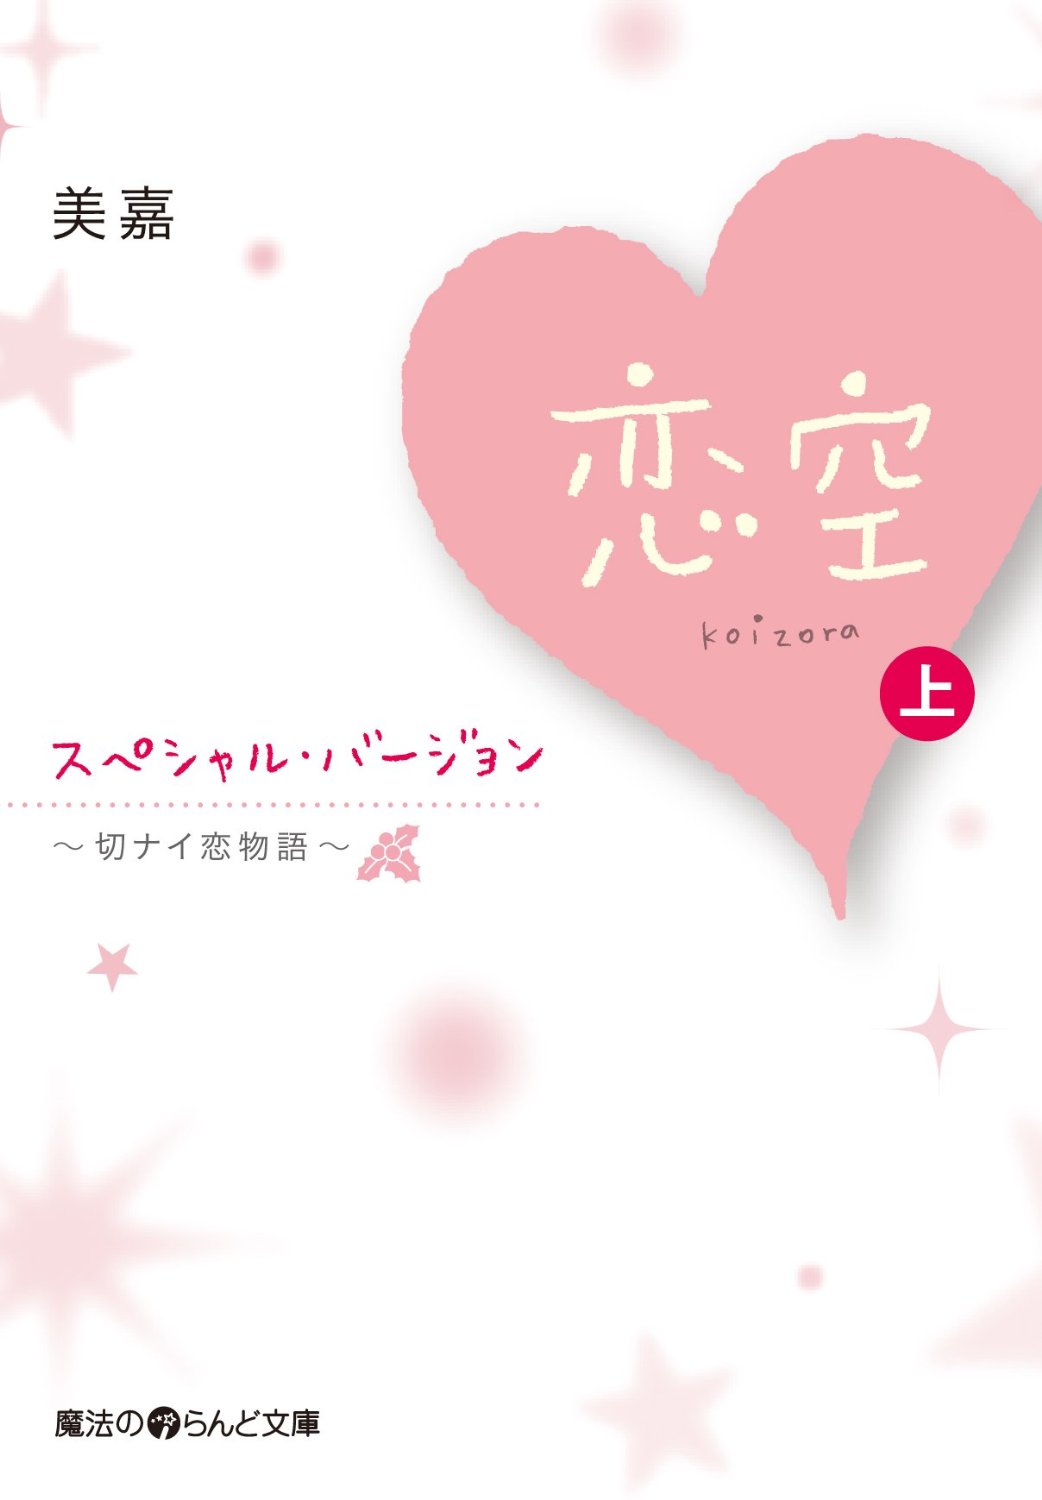 美嘉
恋空
koizora
上
スペシャル・バージョン
～切ナイ恋物語～
魔法のiらんど文庫